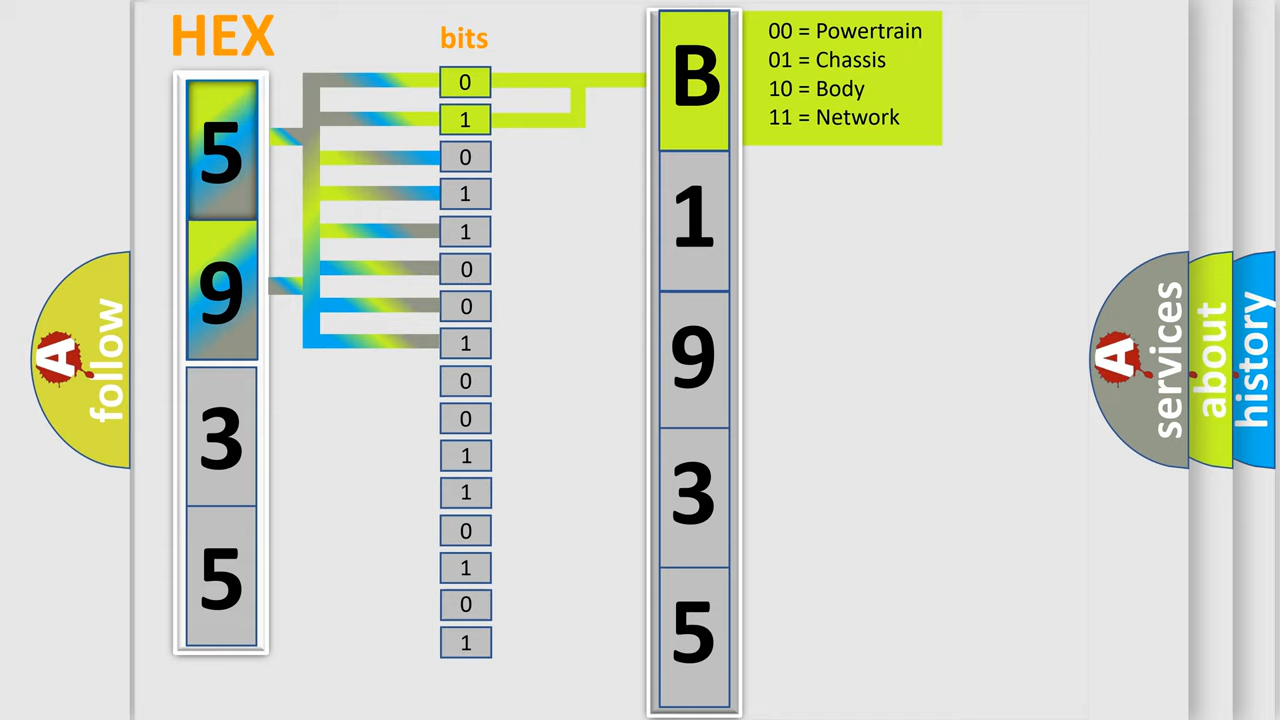 HEX
bits
5
9
3
5
0
1
0
1
1
0
0
1
0
0
1
1
0
1
0
1
B
1
9
3
5
00 = Powertrain
01 = Chassis
10 = Body
11 = Network
A
follow
A
services
about
history